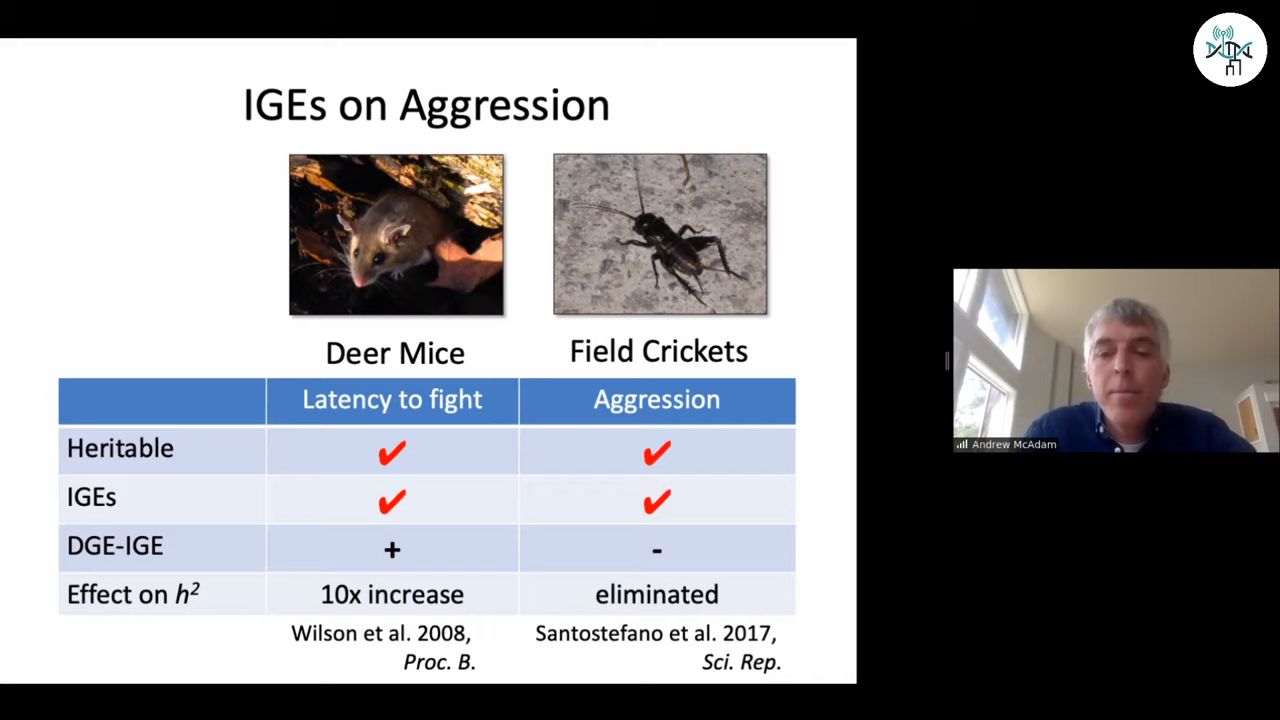 IGEs on Aggression
Deer Mice
Field Crickets
Latency to fight
Aggression
Heritable
✔
✔
IGEs
✔
✔
DGE-IGE
+
-
Effect on h²
10x increase
eliminated
Wilson et al. 2008,
Proc. B.
Santostefano et al. 2017,
Sci. Rep.
Andrew McAdam